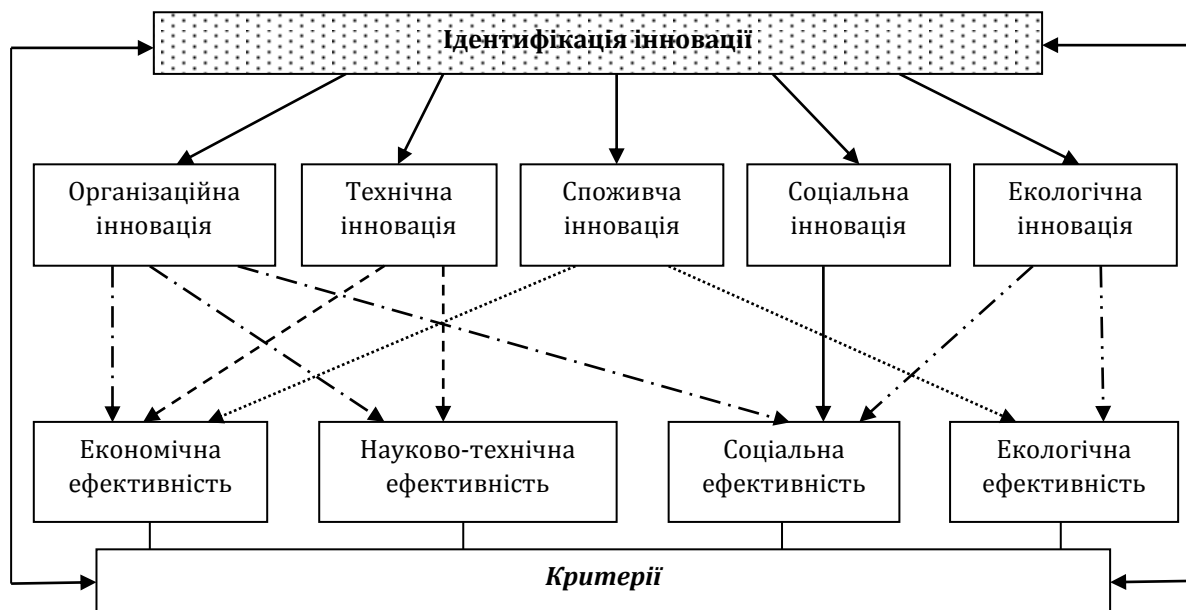 Ідентифікація інновації
Організаційна
інновація
Технічна
інновація
Споживча
інновація
Соціальна
інновація
Екологічна
інновація
Економічна
ефективність
Науково-технічна
ефективність
Соціальна
ефективність
Екологічна
ефективність
Критерії